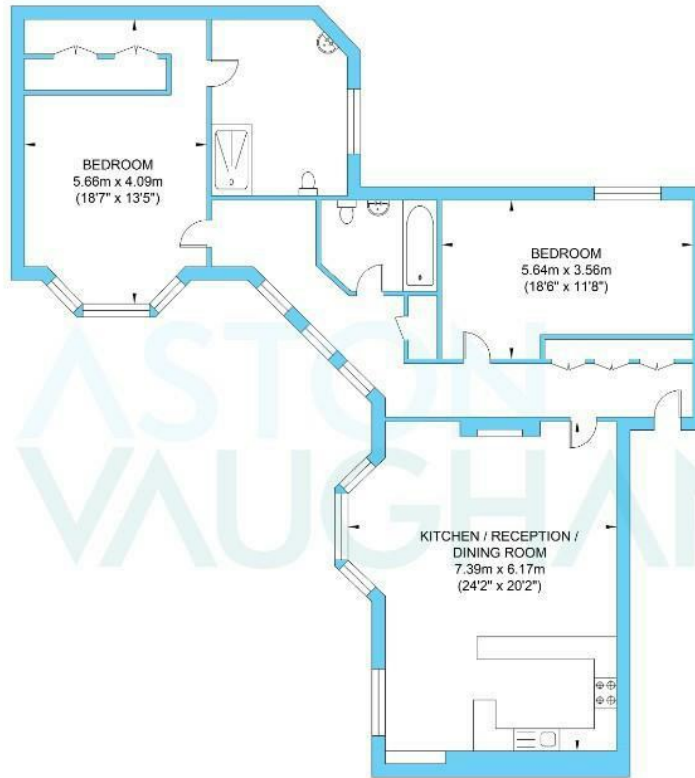 BEDROOM
5.66m x 4.09m
(18'7" x 13'5")
BEDROOM
5.64m x 3.56m
(18'6" x 11'8")
ASTON
VAUGHAN
KITCHEN / RECEPTION /
DINING ROOM
7.39m x 6.17m
(24'2" x 20'2")